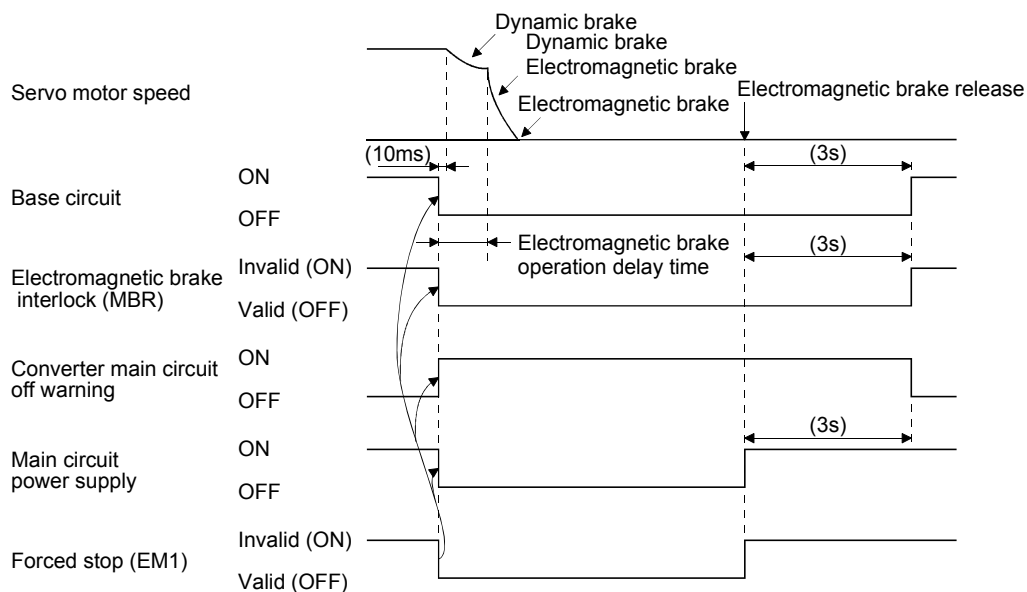 Dynamic brake
Dynamic brake
Electromagnetic brake
Servo motor speed
Electromagnetic brake
Electromagnetic brake release
(10ms)
(3s)
Base circuit
ON
OFF
Electromagnetic brake
operation delay time
(3s)
Electromagnetic brake
interlock (MBR)
Invalid (ON)
Valid (OFF)
Converter main circuit
off warning
ON
OFF
(3s)
Main circuit
power supply
ON
OFF
Forced stop (EM1)
Invalid (ON)
Valid (OFF)